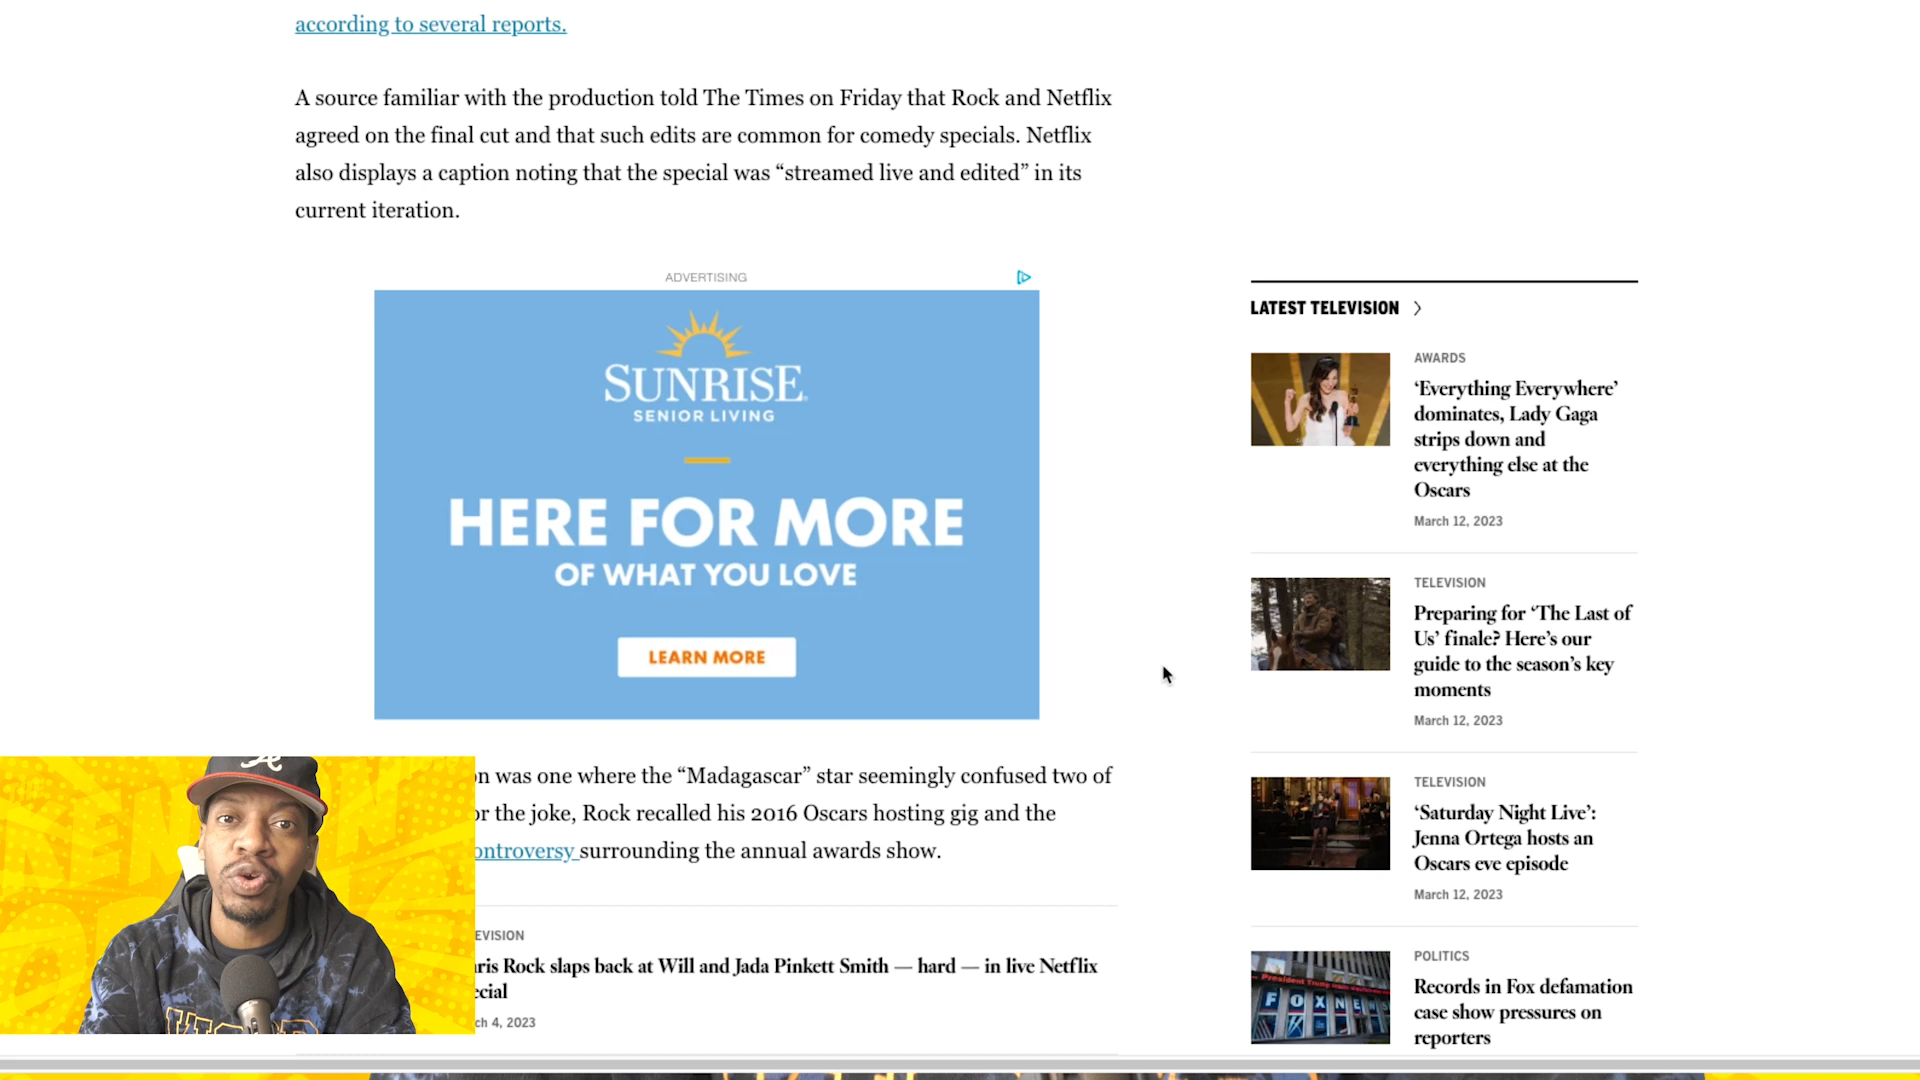 according to several reports.
A source familiar with the production told The Times on Friday that Rock and Netflix
agreed on the final cut and that such edits are common for comedy specials. Netflix
also displays a caption noting that the special was “streamed live and edited” in its
current iteration.
ADVERTISING
SUNRISE
SENIOR LIVING
HERE FOR MORE
OF WHAT YOU LOVE
LEARN MORE
on was one where the “Madagascar” star seemingly confused two of
or the joke, Rock recalled his 2016 Oscars hosting gig and the
ontroversy surrounding the annual awards show.
EVISION
ris Rock slaps back at Will and Jada Pinkett Smith — hard — in live Netflix
ecial
ch 4, 2023
LATEST TELEVISION
AWARDS
‘Everything Everywhere’
dominates, Lady Gaga
strips down and
everything else at the
Oscars
March 12, 2023
TELEVISION
Preparing for ‘The Last of
Us’ finale? Here’s our
guide to the season’s key
moments
March 12, 2023
TELEVISION
‘Saturday Night Live’:
Jenna Ortega hosts an
Oscars eve episode
March 12, 2023
POLITICS
Records in Fox defamation
case show pressures on
reporters
President Trump
FOX NEWS